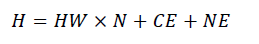 H = HW × N + CE + NE